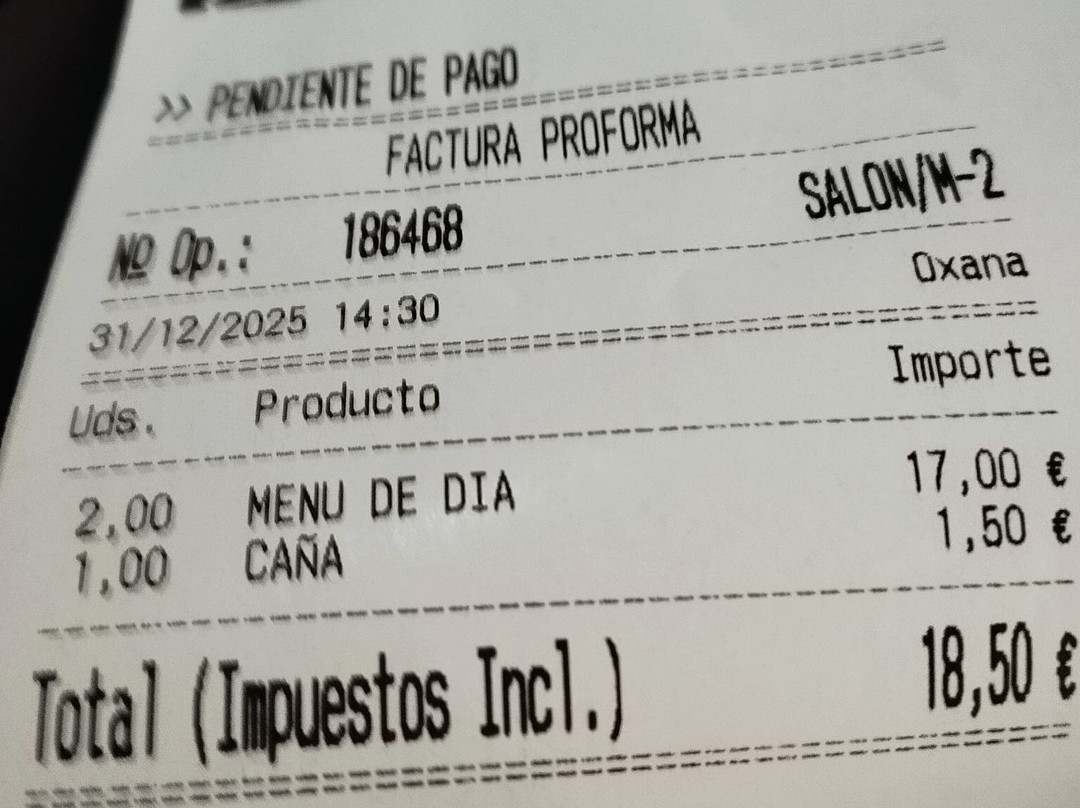 >> PENDIENTE DE PAGO
FACTURA PROFORMA
Nº Op.: 186468 SALON/M-2
31/12/2025 14:30 Oxana
Uds. Producto Importe
2,00 MENU DE DIA 17,00 €
1,00 CAÑA 1,50 €
Total (Impuestos Incl.) 18,50 €